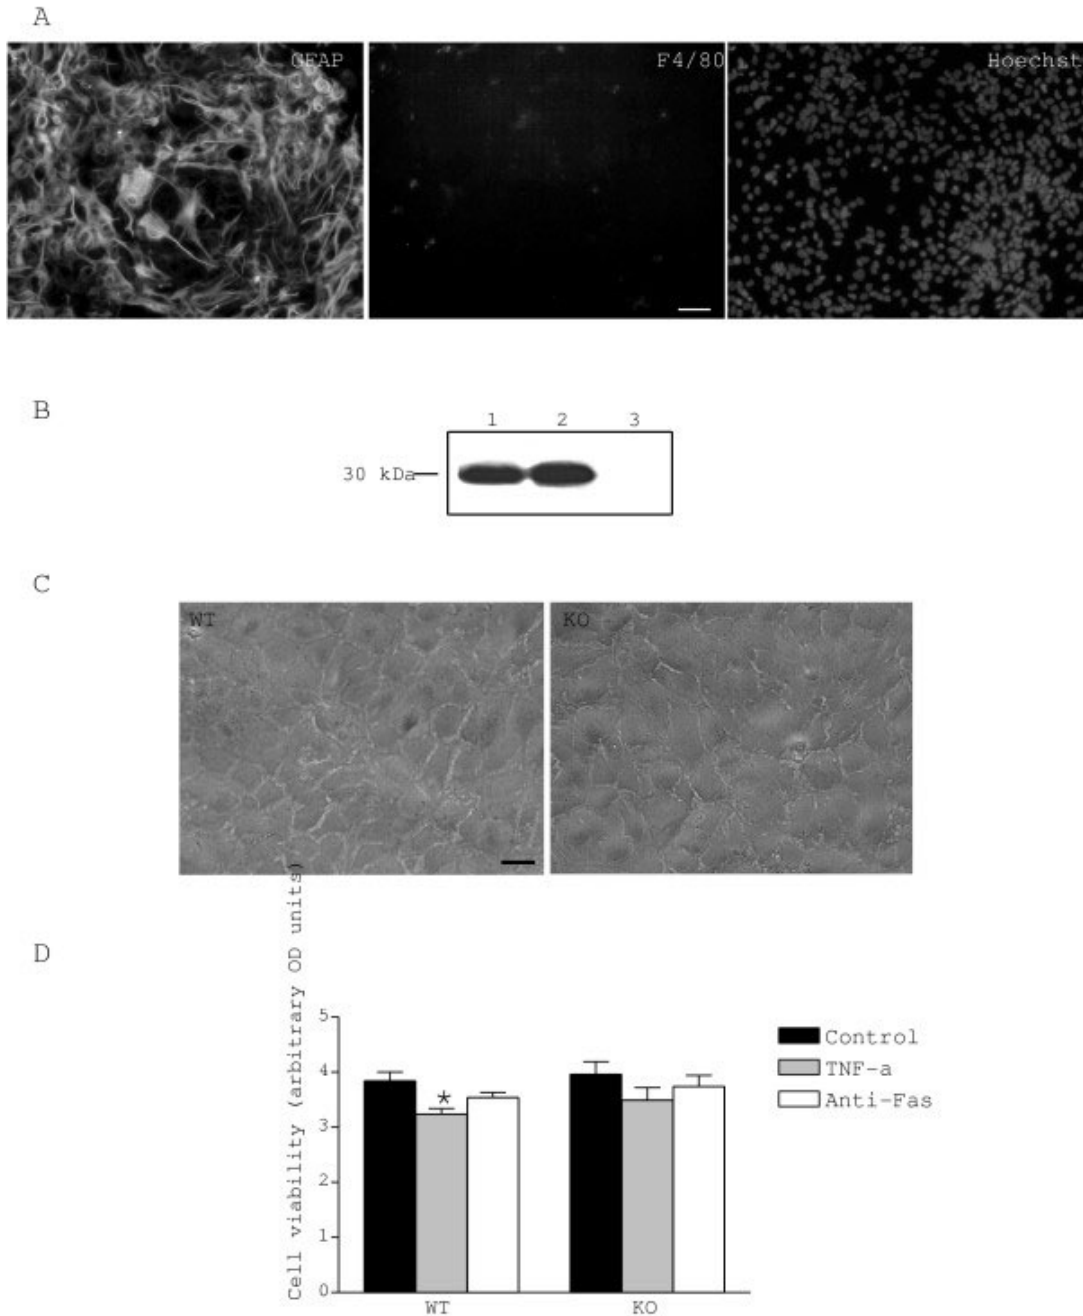 A
GFAP
F4/80
Hoechst
B
1 2 3
30 kDa
C
WT
KO
D
Cell viability (arbitrary OD units)
5
4
3
2
1
0
*
WT
KO
Control
TNF-a
Anti-Fas